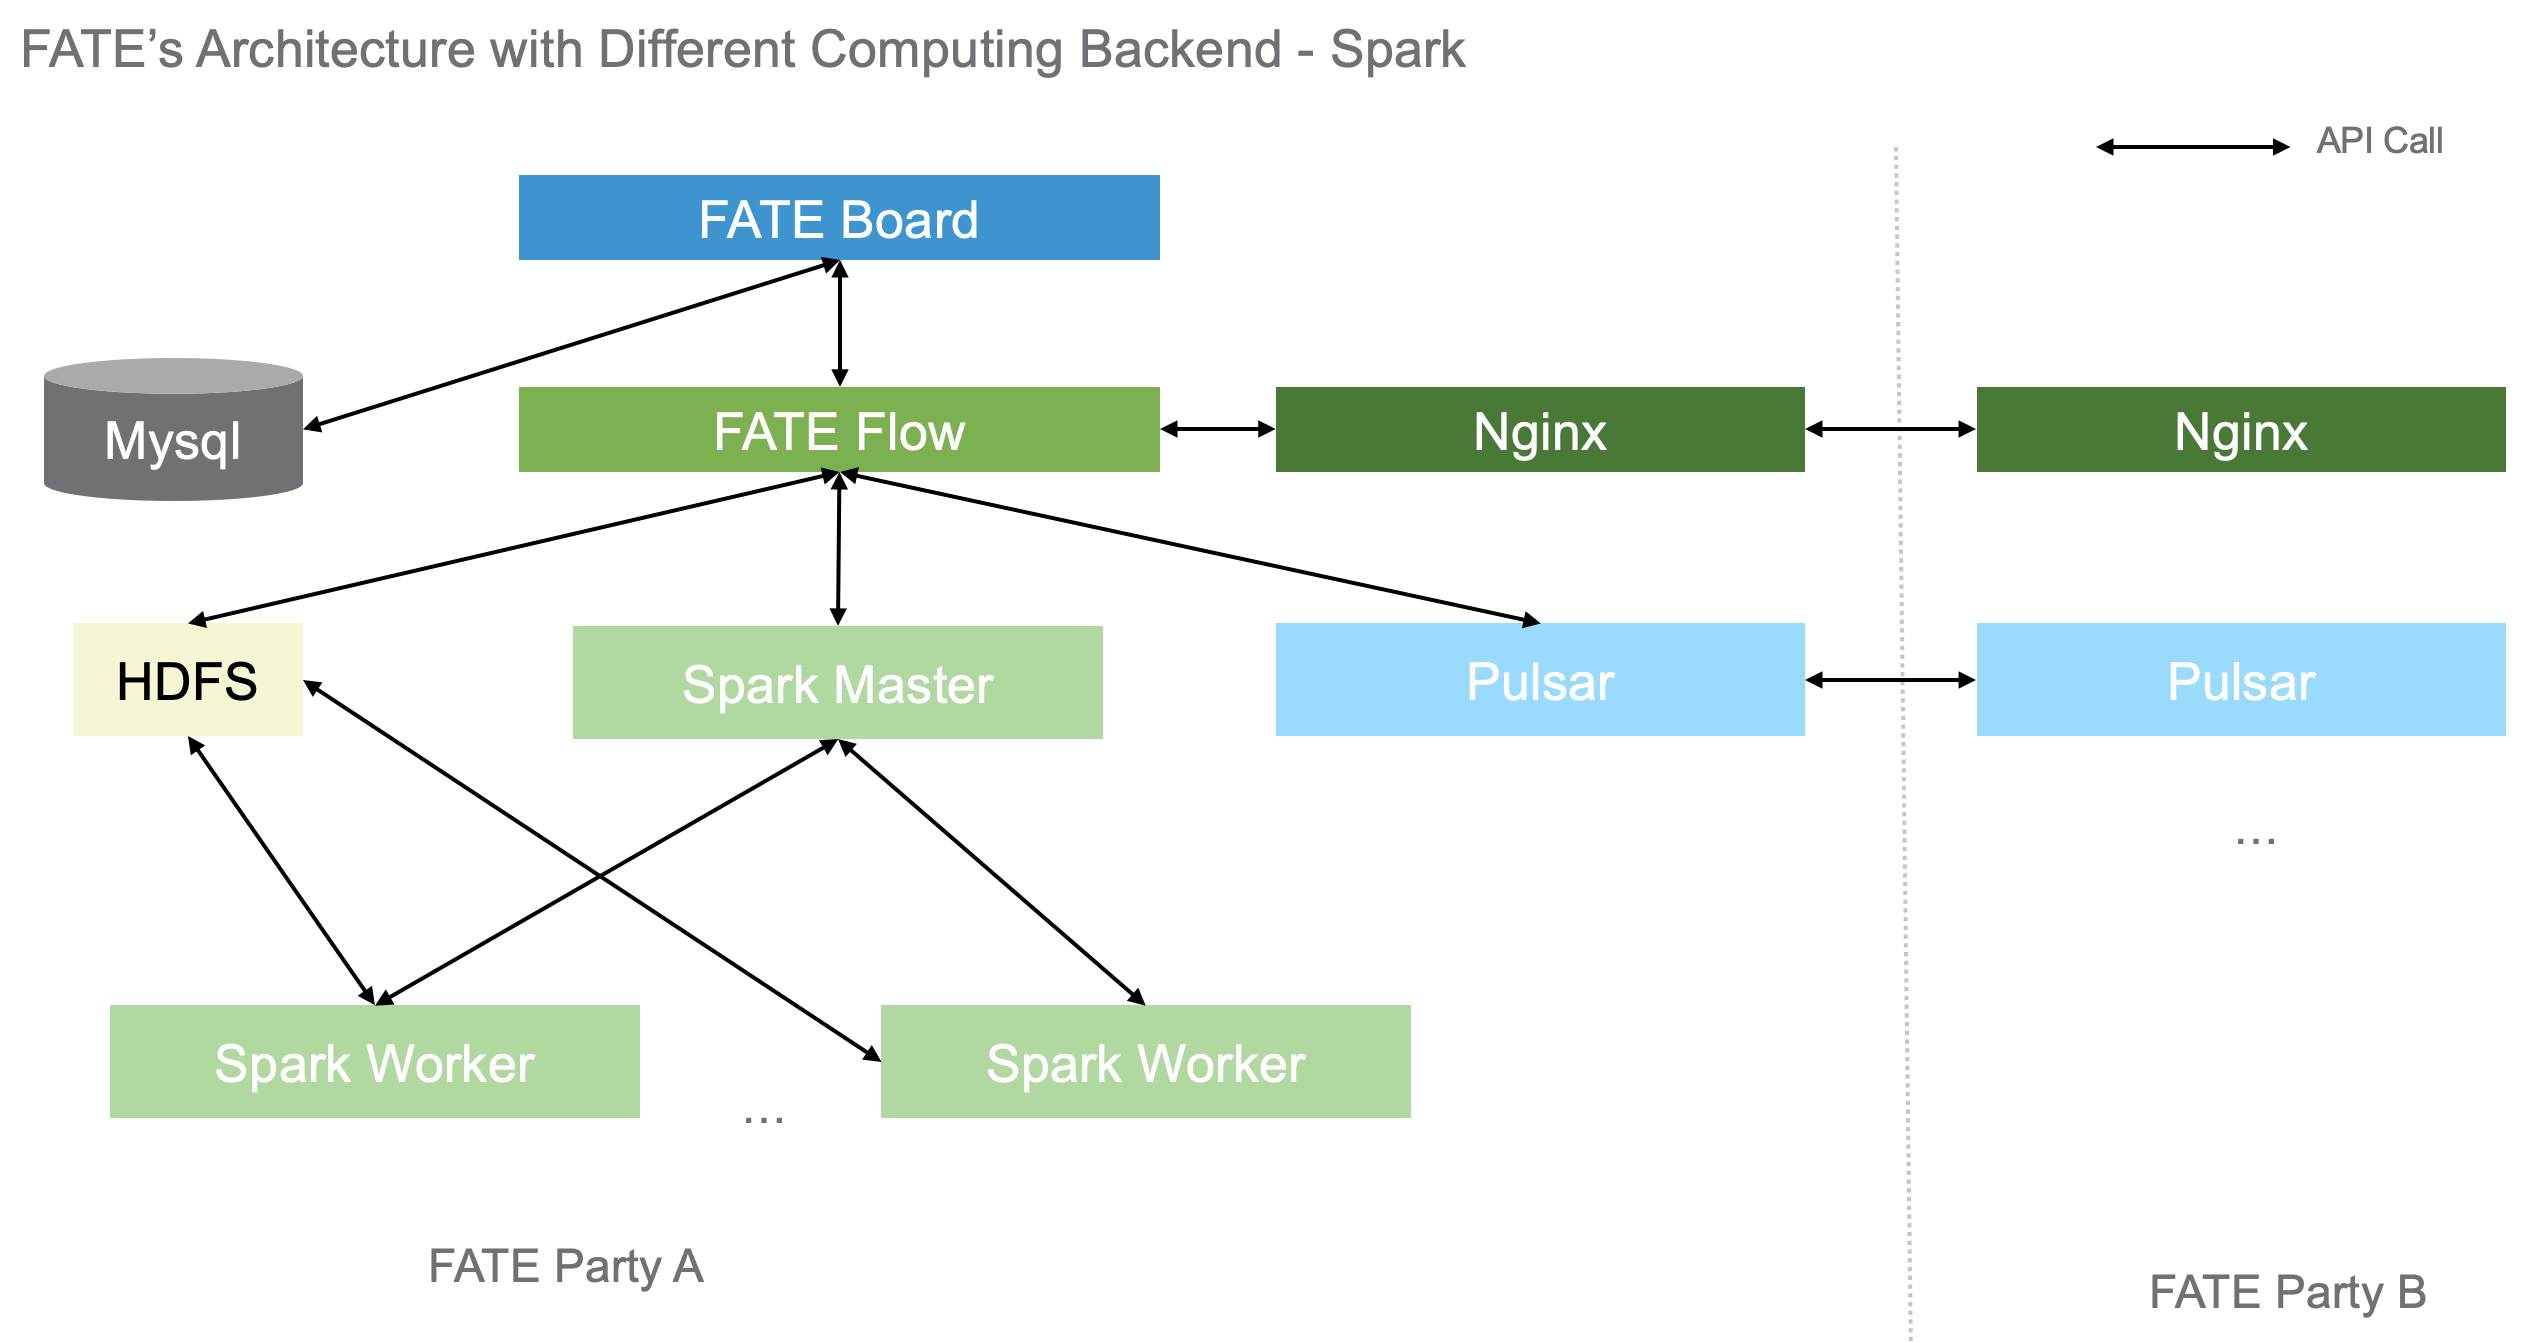 FATE’s Architecture with Different Computing Backend - Spark
API Call
FATE Board
Mysql
FATE Flow
Nginx
Nginx
HDFS
Spark Master
Pulsar
Pulsar
...
Spark Worker
...
Spark Worker
FATE Party A
FATE Party B